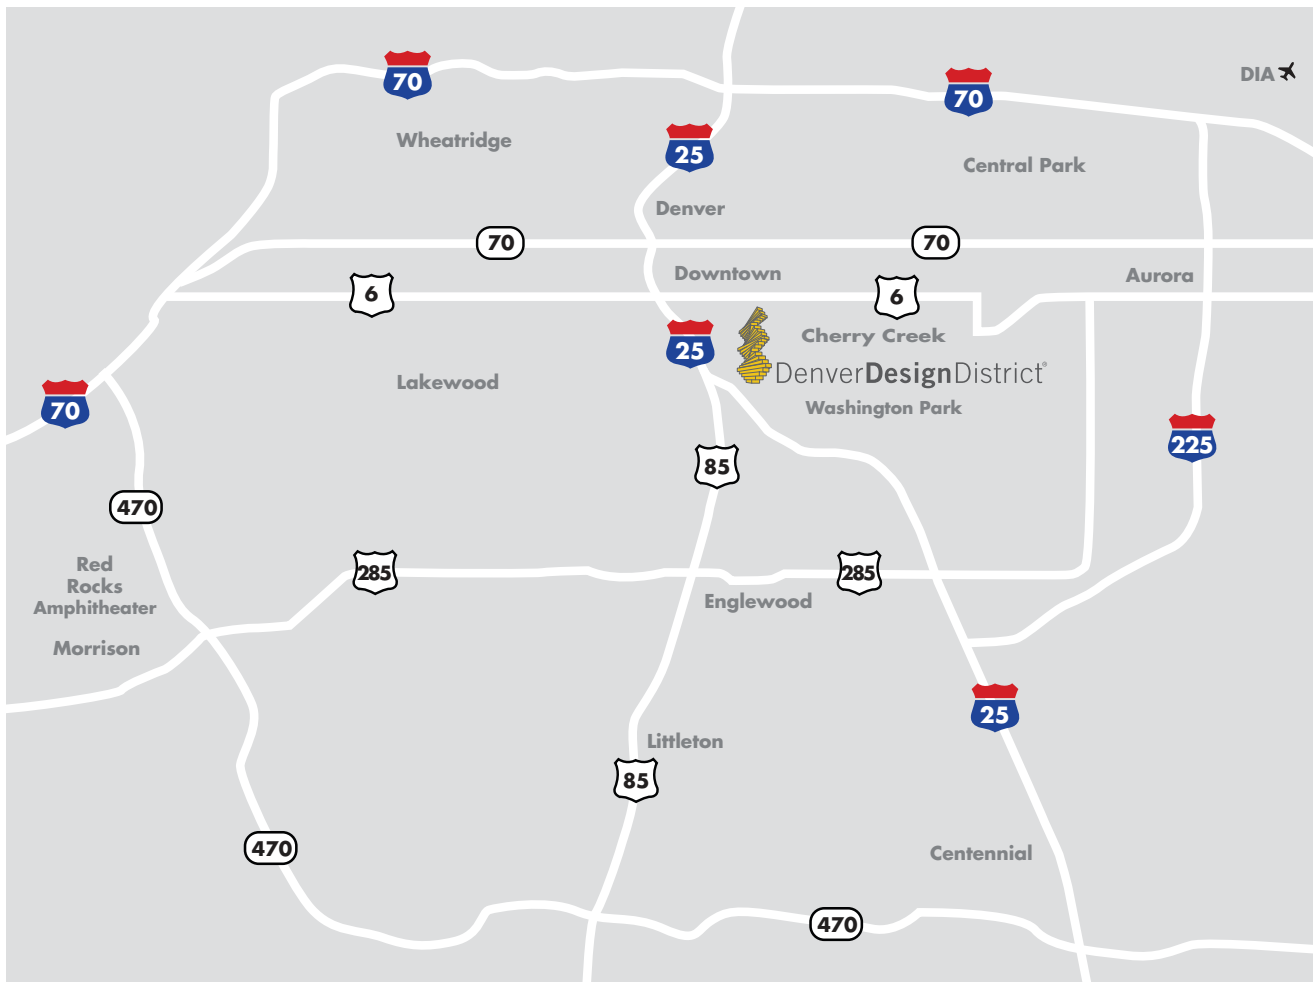 70
DIA
70
Wheatridge
25
Central Park
Denver
70
70
Downtown
Aurora
6
6
25
Cherry Creek
DenverDesignDistrict®
Lakewood
70
Washington Park
225
85
470
Red
Rocks
Amphitheater
285
285
Englewood
Morrison
25
Littleton
85
470
Centennial
470